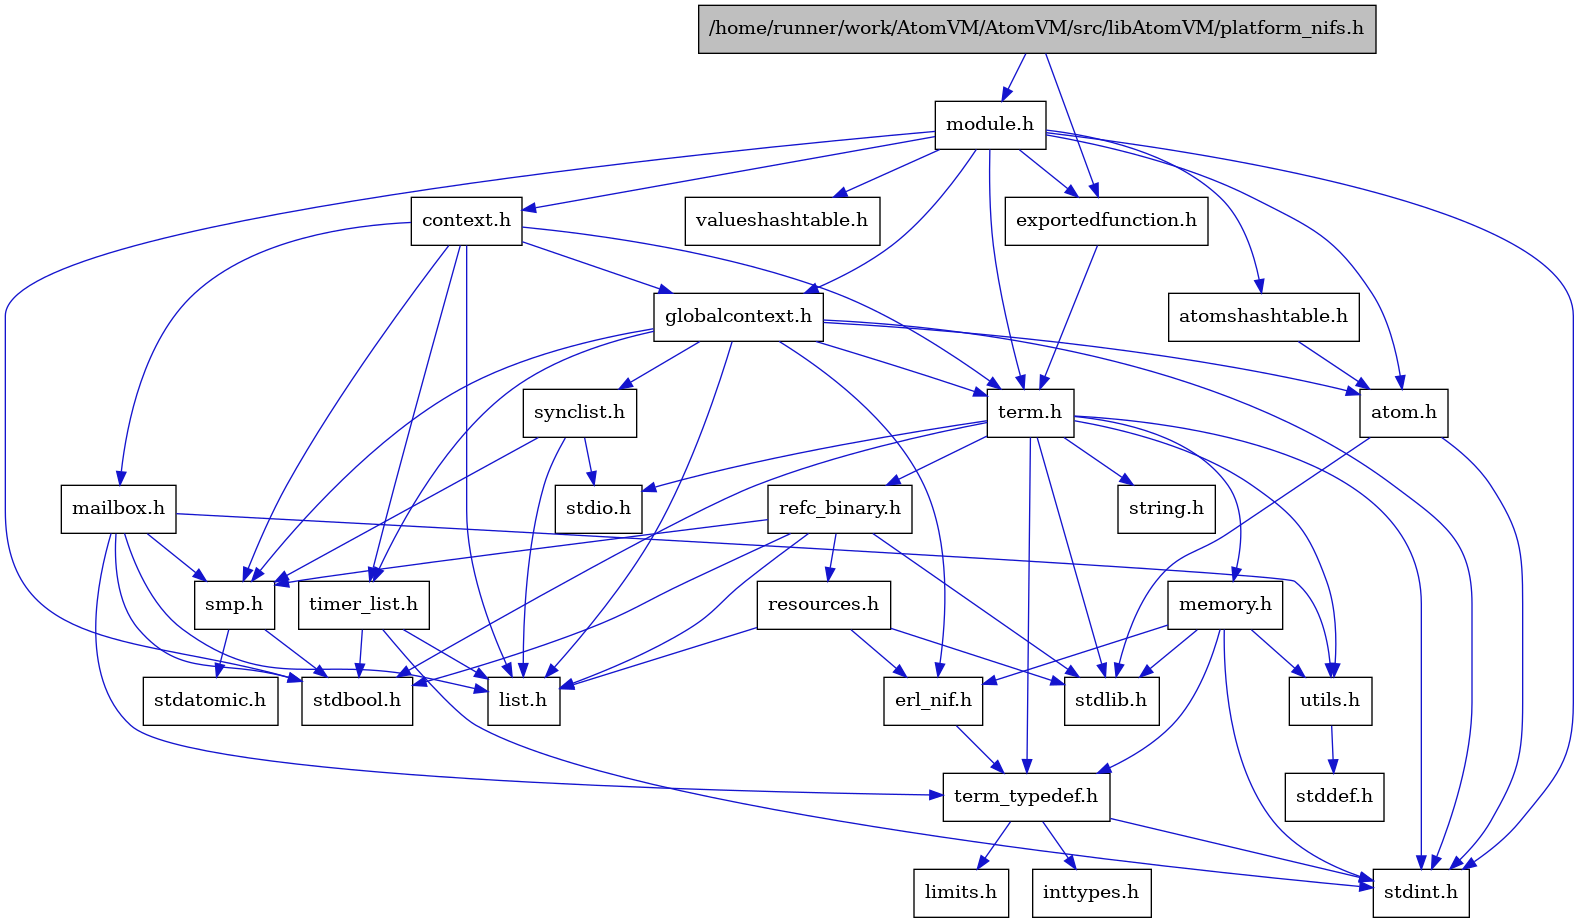 /home/runner/work/AtomVM/AtomVM/src/libAtomVM/platform_nifs.h
module.h
context.h
valueshashtable.h
exportedfunction.h
globalcontext.h
atomshashtable.h
synclist.h
term.h
atom.h
mailbox.h
stdio.h
refc_binary.h
string.h
smp.h
timer_list.h
resources.h
memory.h
stdatomic.h
stdbool.h
list.h
erl_nif.h
stdlib.h
utils.h
term_typedef.h
stddef.h
limits.h
inttypes.h
stdint.h